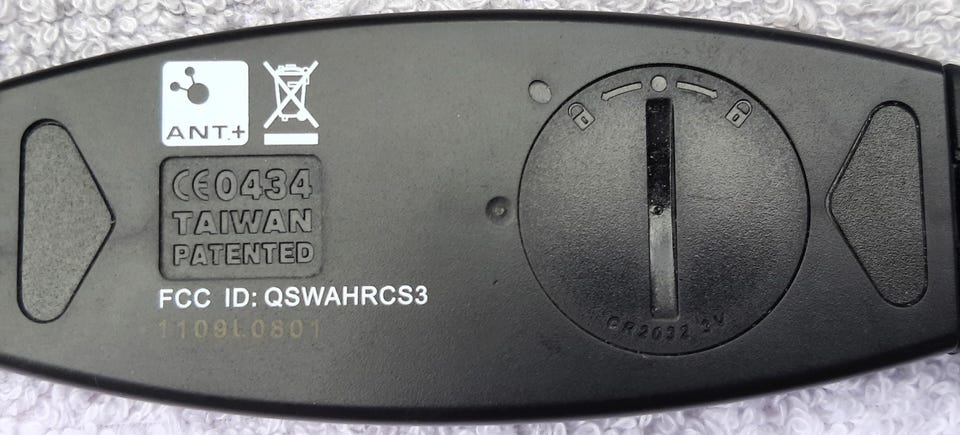 ANT+
CE0434
TAIWAN
PATENTED
FCC ID: QSWAHRCS3
1109L0801
CR2032 3V